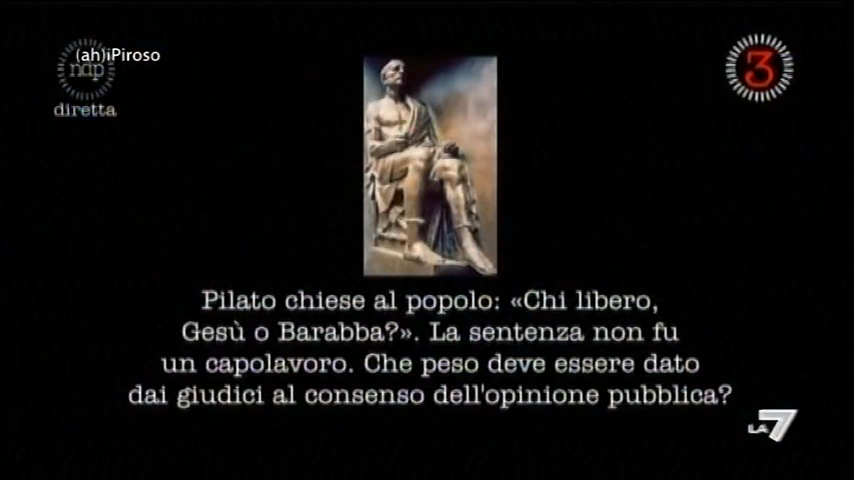 (ah)iPiroso
ndp
diretta
3
Pilato chiese al popolo: «Chi libero,
Gesù o Barabba?». La sentenza non fu
un capolavoro. Che peso deve essere dato
dai giudici al consenso dell'opinione pubblica?
LA7